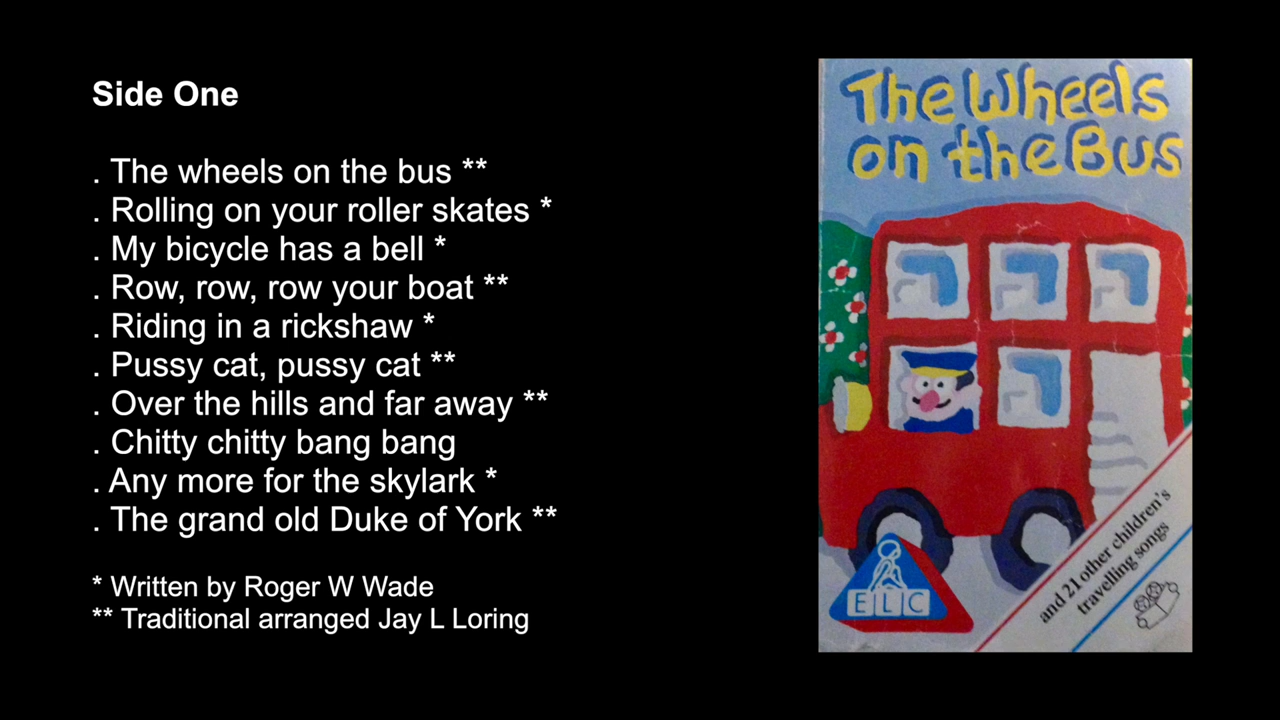 Side One
. The wheels on the bus **
. Rolling on your roller skates *
. My bicycle has a bell *
. Row, row, row your boat **
. Riding in a rickshaw *
. Pussy cat, pussy cat **
. Over the hills and far away **
. Chitty chitty bang bang
. Any more for the skylark *
. The grand old Duke of York **
* Written by Roger W Wade
** Traditional arranged Jay L Loring
The Wheels
on the Bus
and 21 other children's
travelling songs
ELC